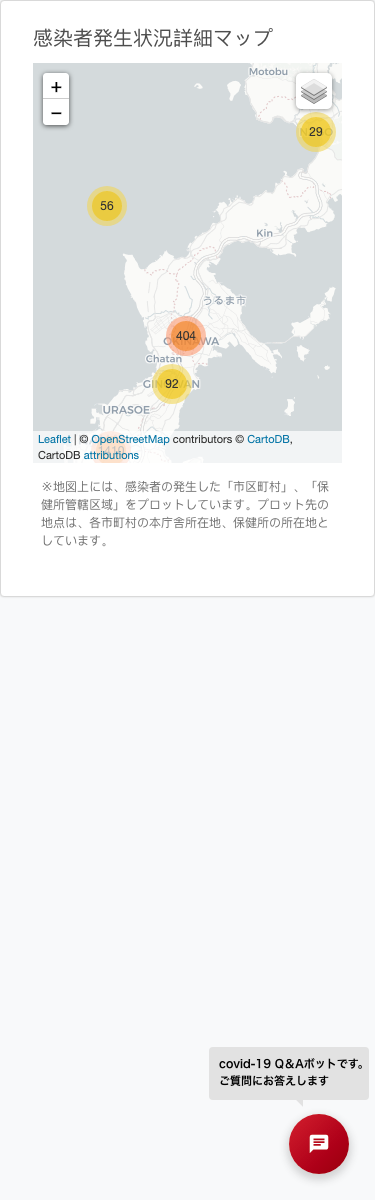 感染者発生状況詳細マップ
Motobu
+
−
29
56
Kin
うるま市
404
Chatan
92
URASOE
Leaflet | © OpenStreetMap contributors © CartoDB,
CartoDB attributions
※地図上には、感染者の発生した「市区町村」、「保
健所管轄区域」をプロットしています。プロット先の
地点は、各市町村の本庁舎所在地、保健所の所在地と
しています。
covid-19 Q&Aボットです。
ご質問にお答えします